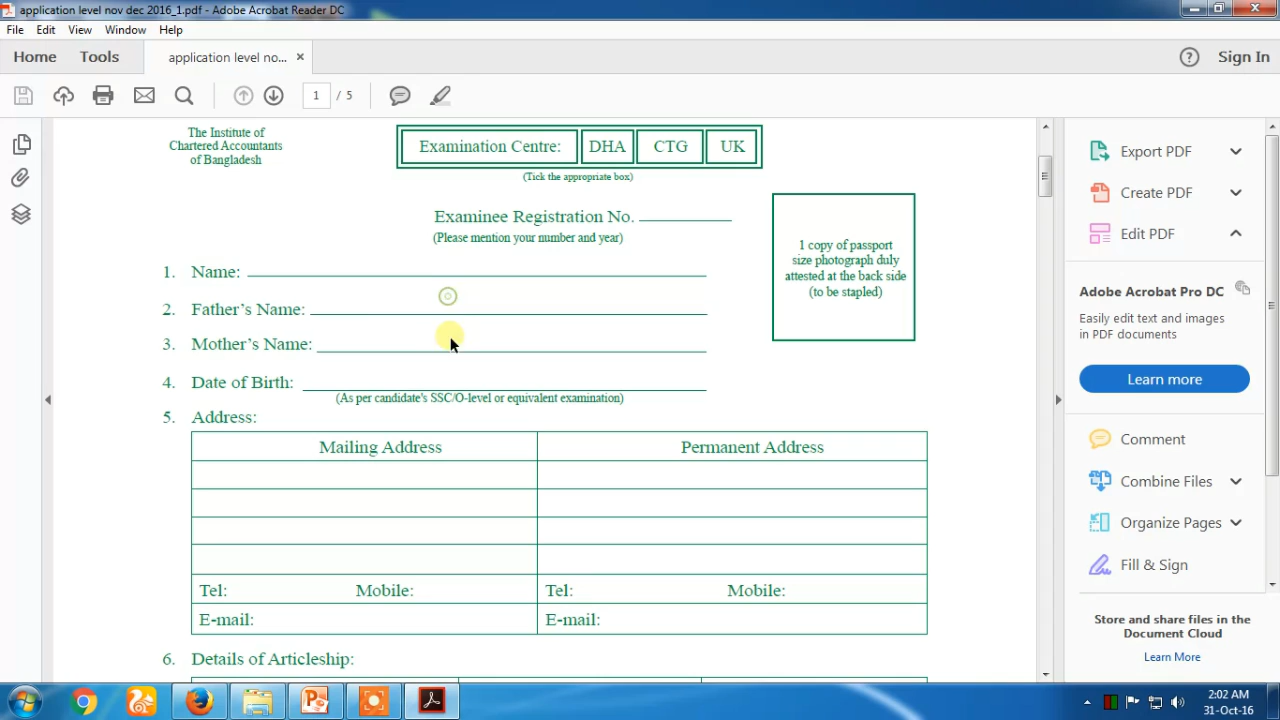 application level nov dec 2016_1.pdf - Adobe Acrobat Reader DC
File Edit View Window Help
Home Tools application level no... × Sign In
1 / 5
The Institute of
Chartered Accountants
of Bangladesh
Examination Centre: DHA CTG UK
(Tick the appropriate box)
Examinee Registration No.
(Please mention your number and year)
1 copy of passport
size photograph duly
attested at the back side
(to be stapled)
1. Name:
2. Father's Name:
3. Mother's Name:
4. Date of Birth:
(As per candidate's SSC/O-level or equivalent examination)
5. Address:
Mailing Address Permanent Address
Tel: Mobile: Tel: Mobile:
E-mail: E-mail:
6. Details of Articleship:
Export PDF
Create PDF
Edit PDF
Adobe Acrobat Pro DC
Easily edit text and images
in PDF documents
Learn more
Comment
Combine Files
Organize Pages
Fill & Sign
Store and share files in the
Document Cloud
Learn More
2:02 AM
31-Oct-16